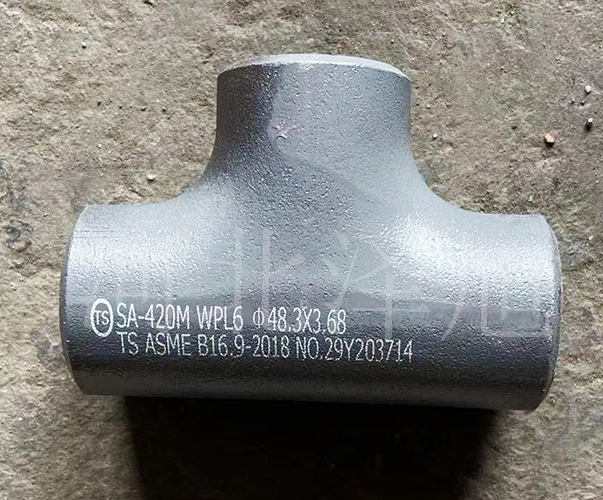 TS SA-420M WPL6 Φ48.3X3.68
TS ASME B16.9-2018 NO.29Y203714